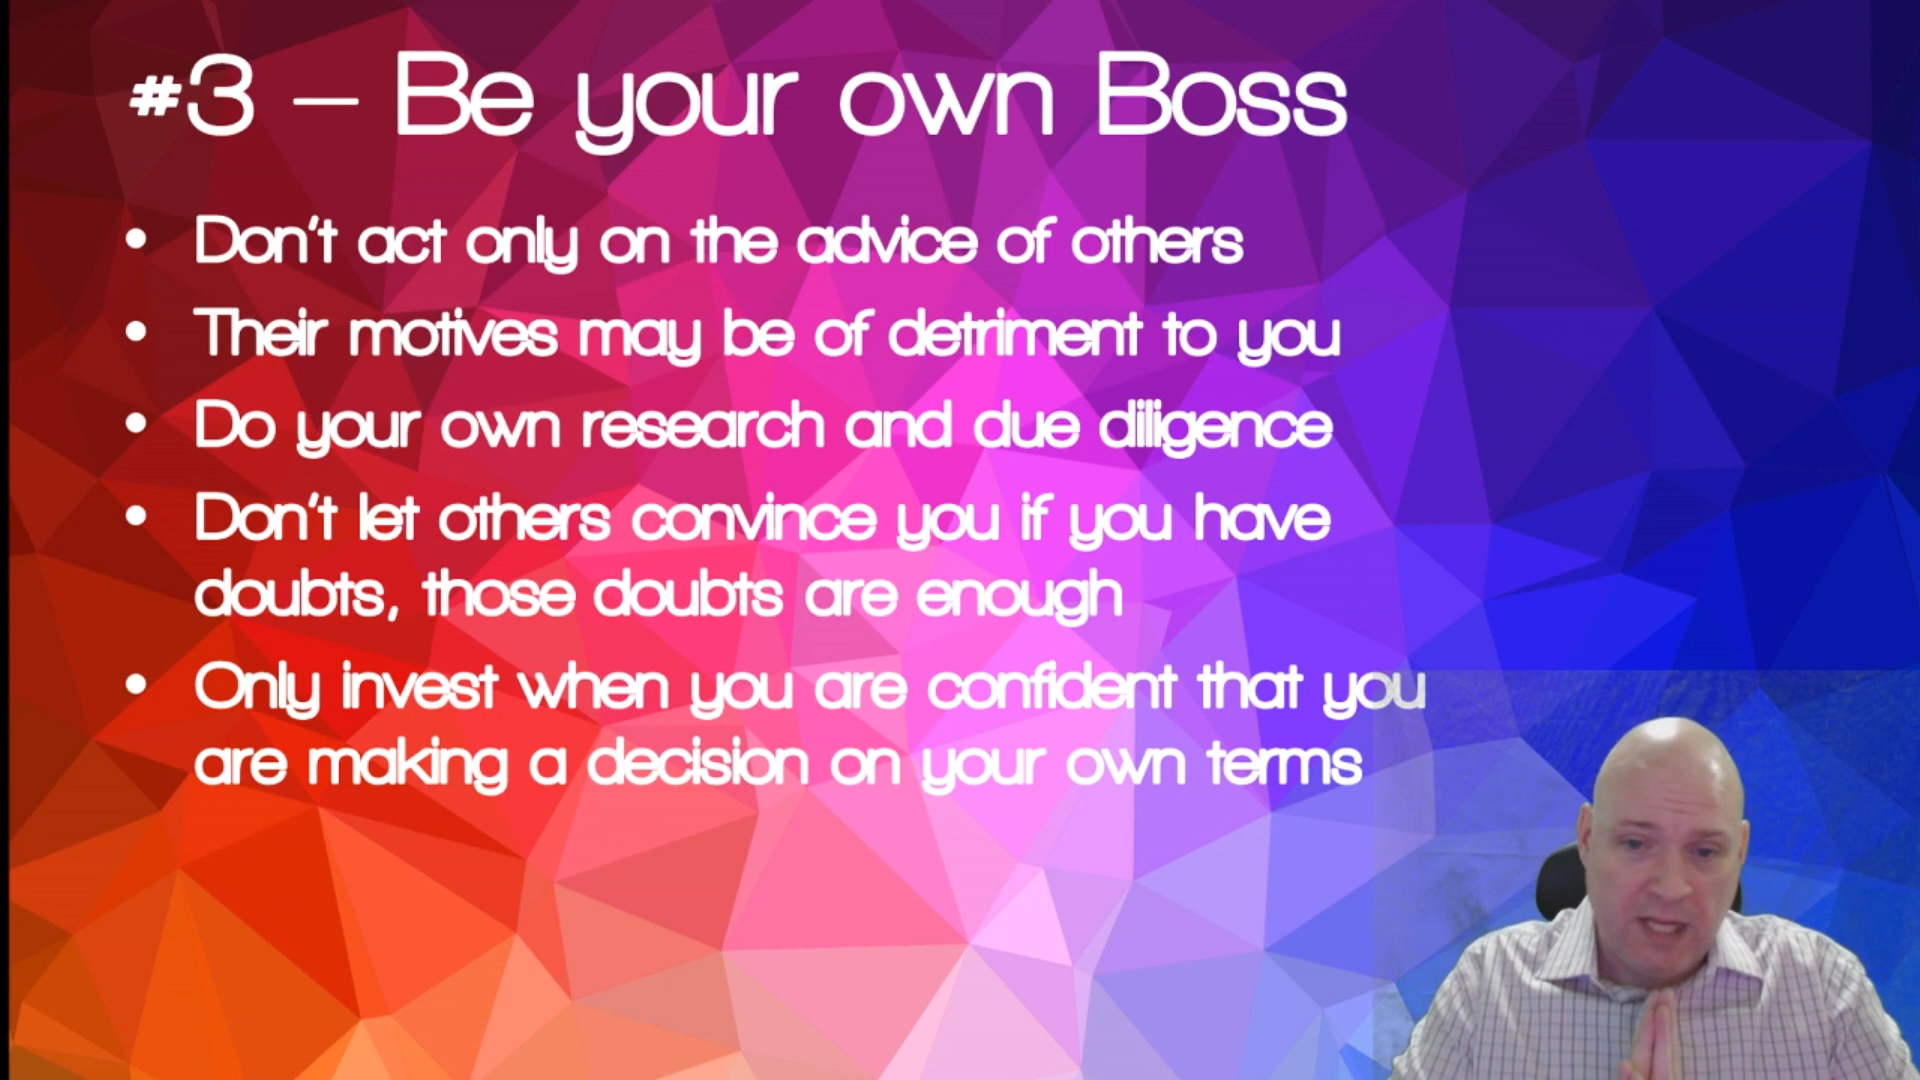 #3 – Be your own Boss
• Don't act only on the advice of others
• Their motives may be of detriment to you
• Do your own research and due diligence
• Don't let others convince you if you have
doubts, those doubts are enough
• Only invest when you are confident that you
are making a decision on your own terms